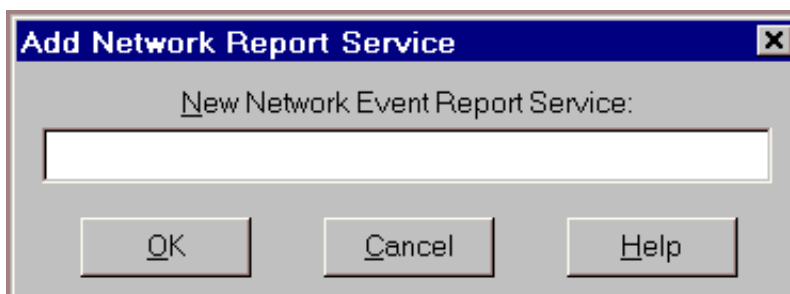 Add Network Report Service
New Network Event Report Service:
OK Cancel Help